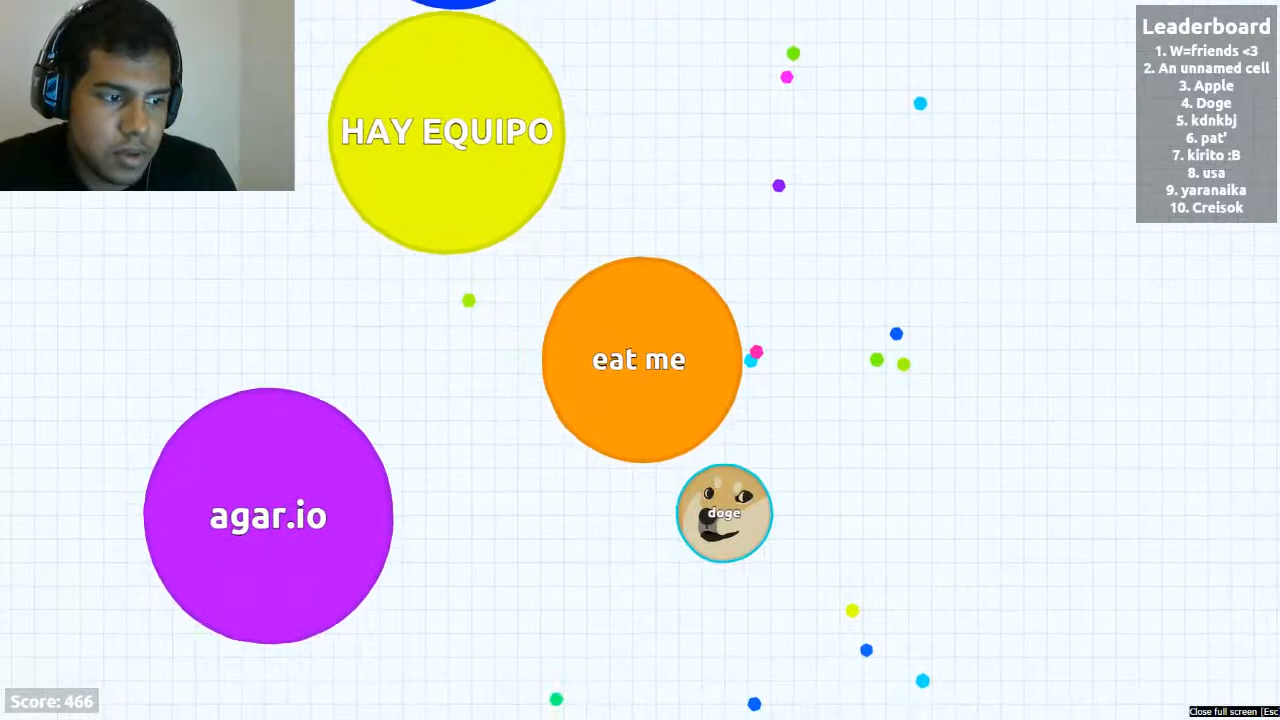 HAY EQUIPO
eat me
agar.io
doge
Score: 466
Leaderboard
1. W=friends <3
2. An unnamed cell
3. Apple
4. Doge
5. kdnkbj
6. pat'
7. kirito :B
8. usa
9. yaranaika
10. Creisok
Close full screen [Esc